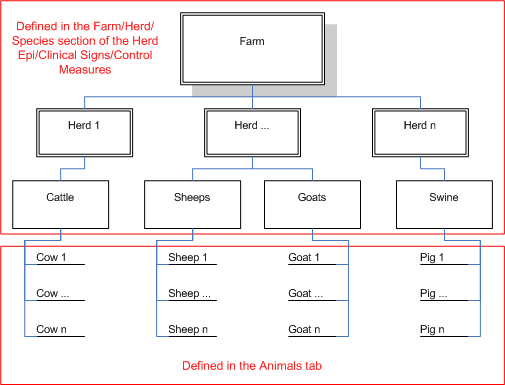 Defined in the Farm/Herd/
Species section of the Herd
Epi/Clinical Signs/Control
Measures
Farm
Herd 1
Herd ...
Herd n
Cattle
Sheeps
Goats
Swine
Cow 1
Sheep 1
Goat 1
Pig 1
Cow ...
Sheep ...
Goat ...
Pig ...
Cow n
Sheep n
Goat n
Pig n
Defined in the Animals tab